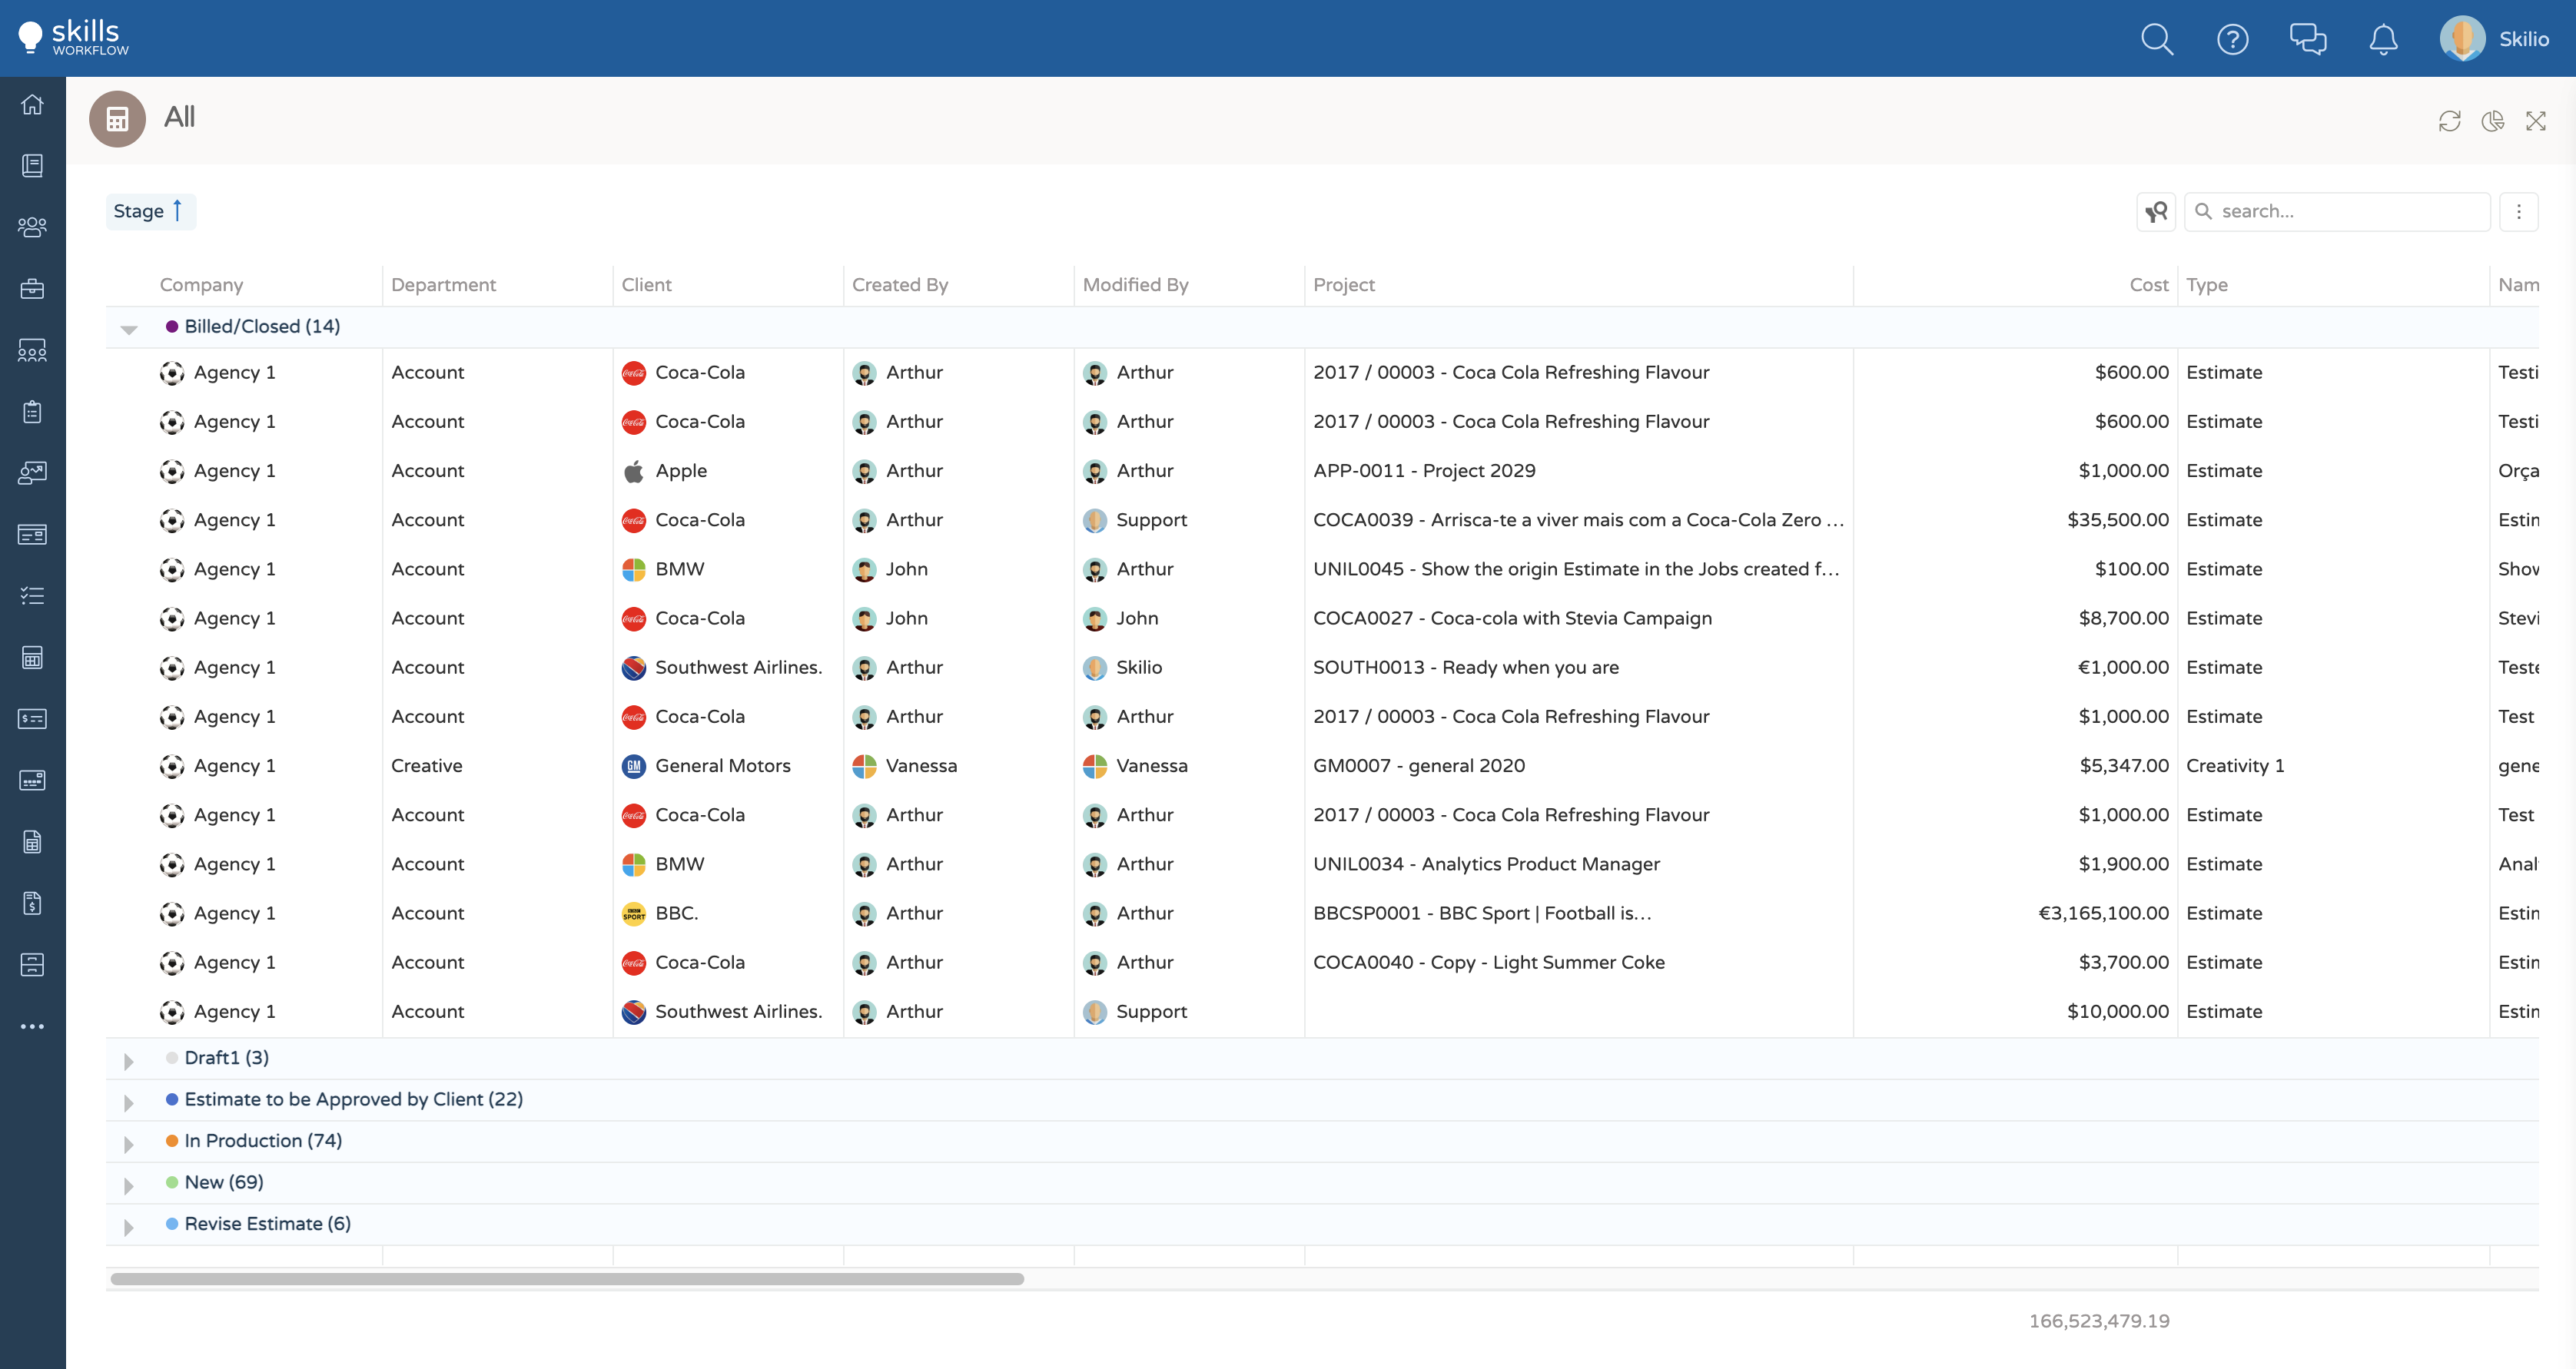 skills
WORKFLOW
Skilio
All
Stage
search...
Company Department Client Created By Modified By Project Cost Type Nam
Billed/Closed (14)
Agency 1 Account Coca-Cola Arthur Arthur 2017 / 00003 - Coca Cola Refreshing Flavour $600.00 Estimate Testi
Agency 1 Account Coca-Cola Arthur Arthur 2017 / 00003 - Coca Cola Refreshing Flavour $600.00 Estimate Testi
Agency 1 Account Apple Arthur Arthur APP-0011 - Project 2029 $1,000.00 Estimate Orça
Agency 1 Account Coca-Cola Arthur Support COCA0039 - Arrisca-te a viver mais com a Coca-Cola Zero ... $35,500.00 Estimate Estin
Agency 1 Account BMW John Arthur UNIL0045 - Show the origin Estimate in the Jobs created f... $100.00 Estimate Show
Agency 1 Account Coca-Cola John John COCA0027 - Coca-cola with Stevia Campaign $8,700.00 Estimate Stevi
Agency 1 Account Southwest Airlines. Arthur Skilio SOUTH0013 - Ready when you are €1,000.00 Estimate Teste
Agency 1 Account Coca-Cola Arthur Arthur 2017 / 00003 - Coca Cola Refreshing Flavour $1,000.00 Estimate Test
Agency 1 Creative GM General Motors Vanessa Vanessa GM0007 - general 2020 $5,347.00 Creativity 1 gene
Agency 1 Account Coca-Cola Arthur Arthur 2017 / 00003 - Coca Cola Refreshing Flavour $1,000.00 Estimate Test
Agency 1 Account BMW Arthur Arthur UNIL0034 - Analytics Product Manager $1,900.00 Estimate Anal
Agency 1 Account SPORT BBC. Arthur Arthur BBCSP0001 - BBC Sport | Football is... €3,165,100.00 Estimate Estin
Agency 1 Account Coca-Cola Arthur Arthur COCA0040 - Copy - Light Summer Coke $3,700.00 Estimate Estin
Agency 1 Account Southwest Airlines. Arthur Support $10,000.00 Estimate Estin
Draft1 (3)
Estimate to be Approved by Client (22)
In Production (74)
New (69)
Revise Estimate (6)
166,523,479.19